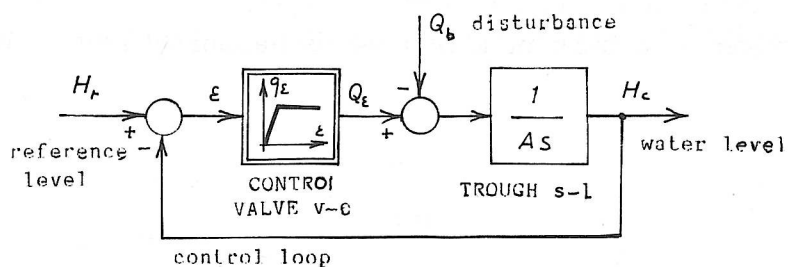 Q_b disturbance
H_r
ε
q_ε
ε
Q_ε
-
+
1
AS
H_c
+
-
reference
level
water level
CONTROL
VALVE v-c
TROUGH s-l
control loop